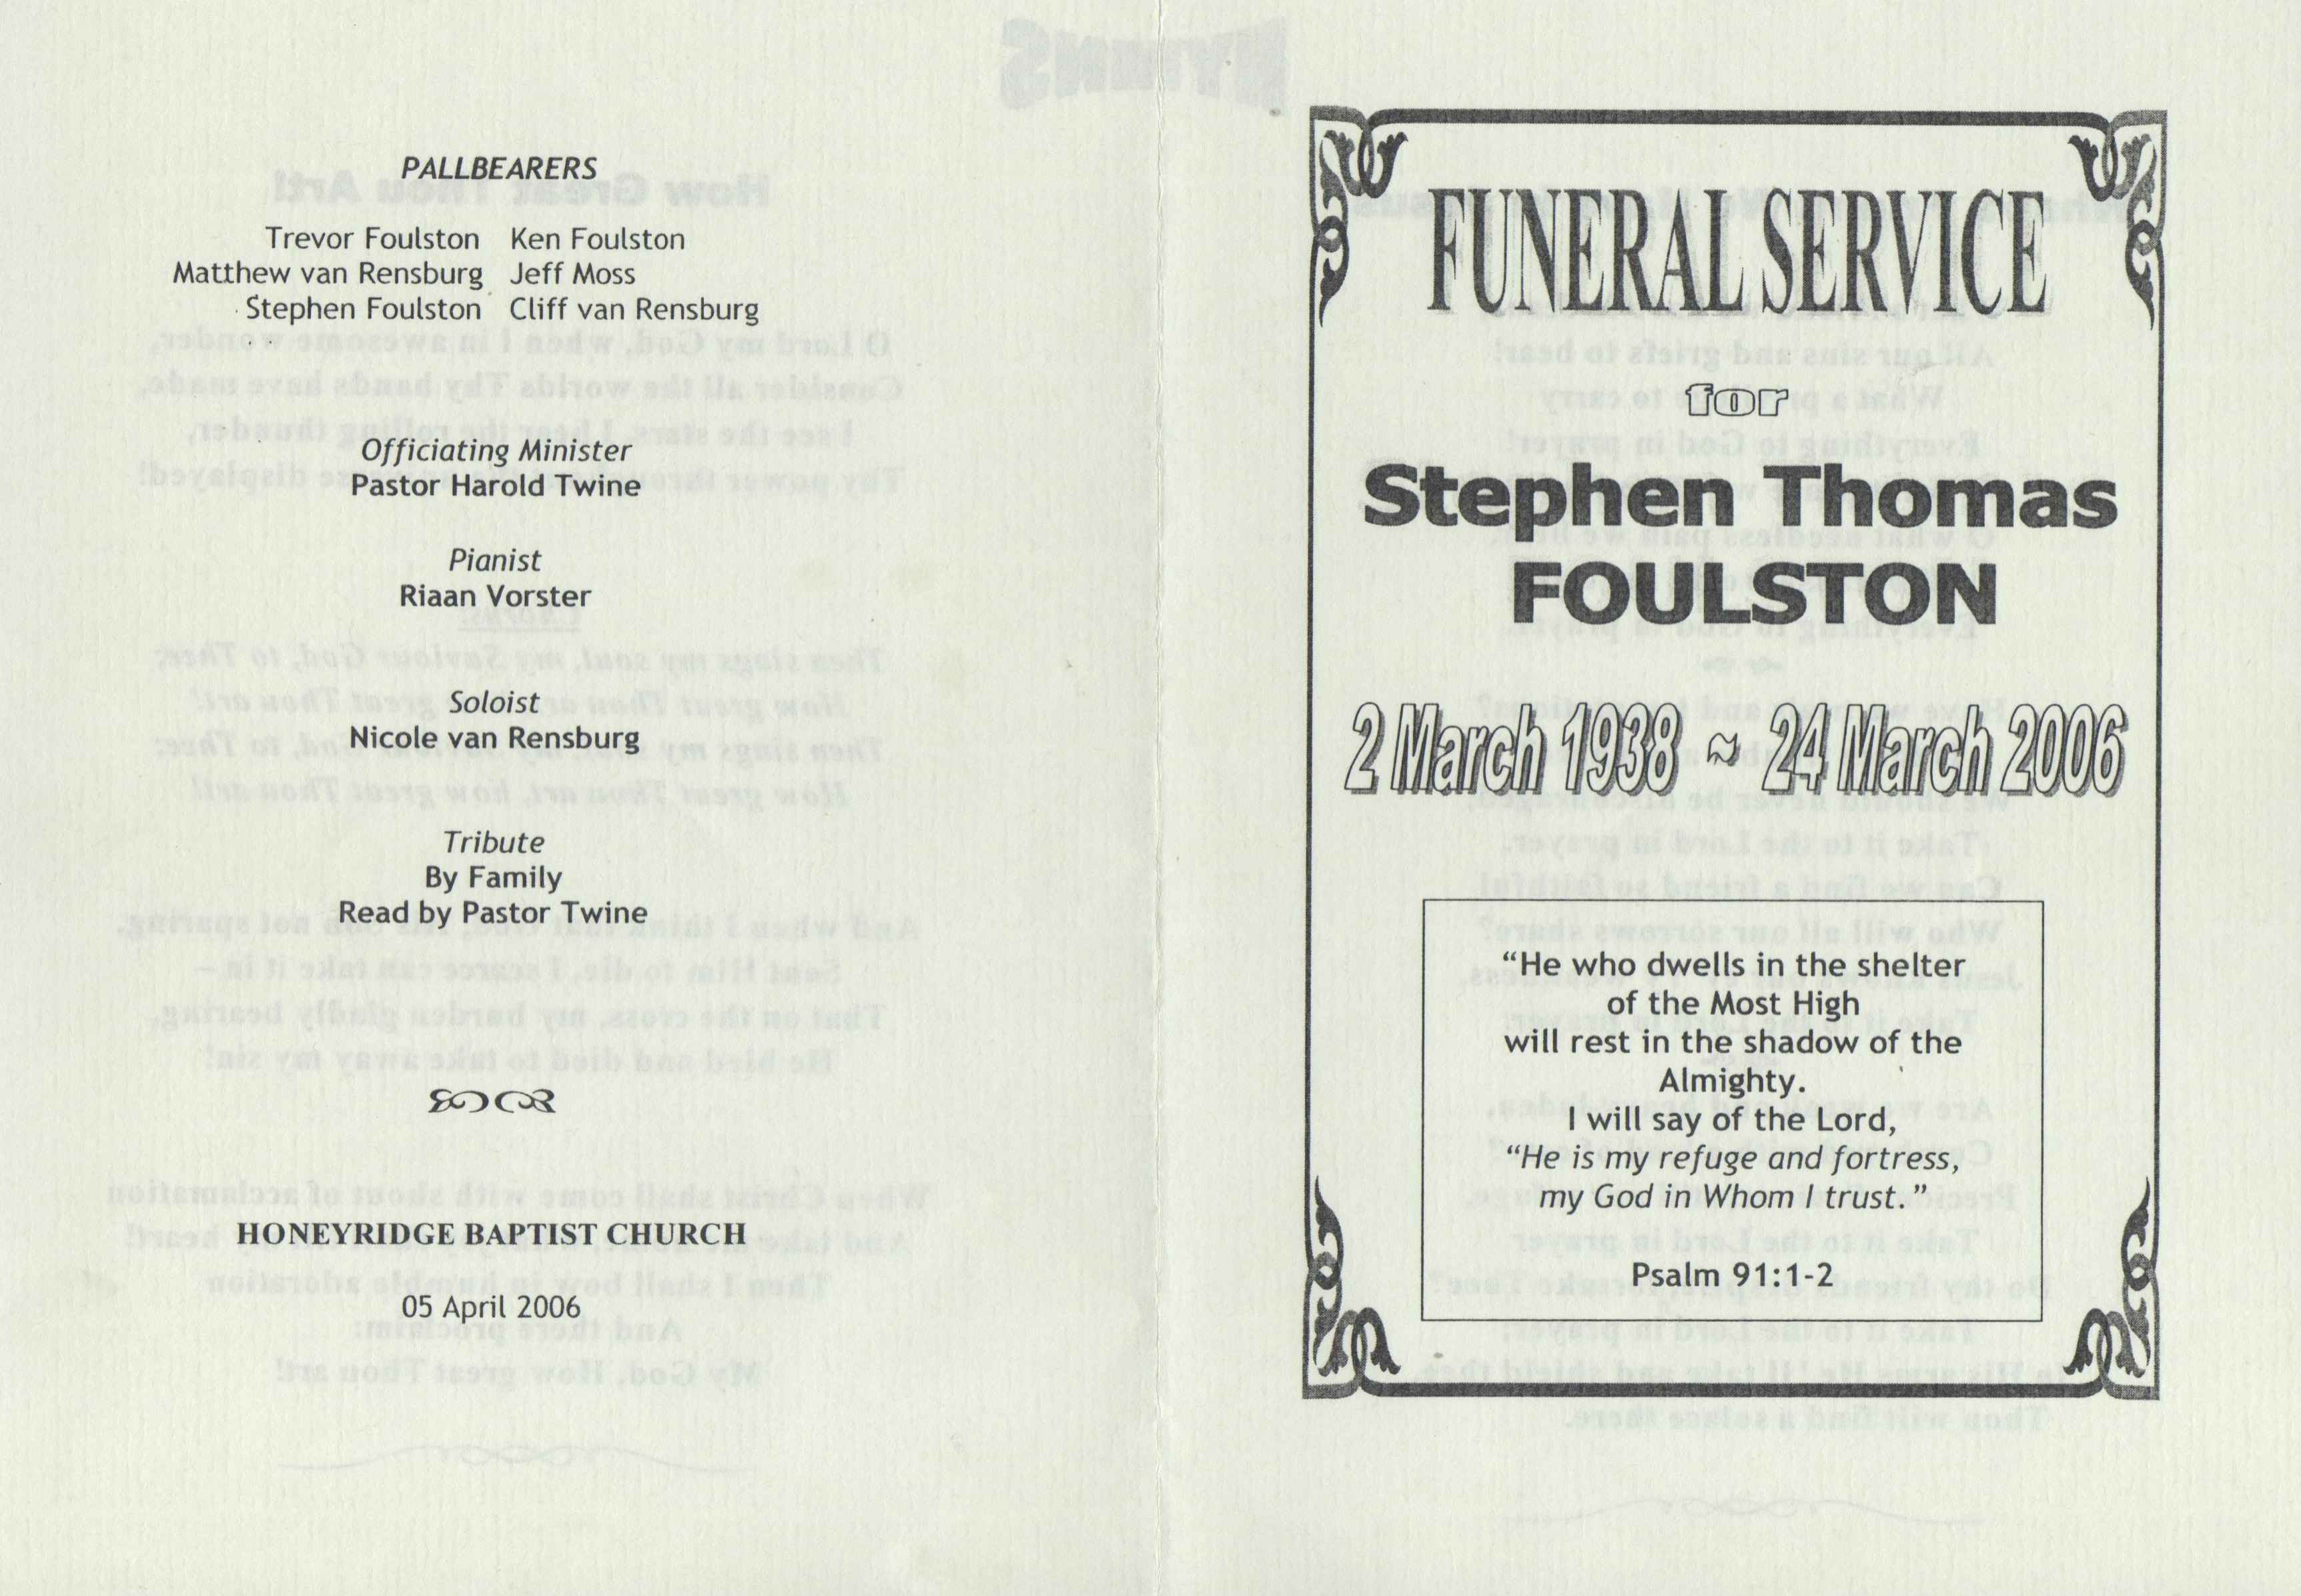 PALLBEARERS
Trevor Foulston Ken Foulston
Matthew van Rensburg Jeff Moss
Stephen Foulston Cliff van Rensburg
Officiating Minister
Pastor Harold Twine
Pianist
Riaan Vorster
Soloist
Nicole van Rensburg
Tribute
By Family
Read by Pastor Twine
HONEYRIDGE BAPTIST CHURCH
05 April 2006
FUNERAL SERVICE
for
Stephen Thomas
FOULSTON
2 March 1938 ~ 24 March 2006
“He who dwells in the shelter
of the Most High
will rest in the shadow of the
Almighty.
I will say of the Lord,
“He is my refuge and fortress,
my God in Whom I trust.”
Psalm 91:1-2